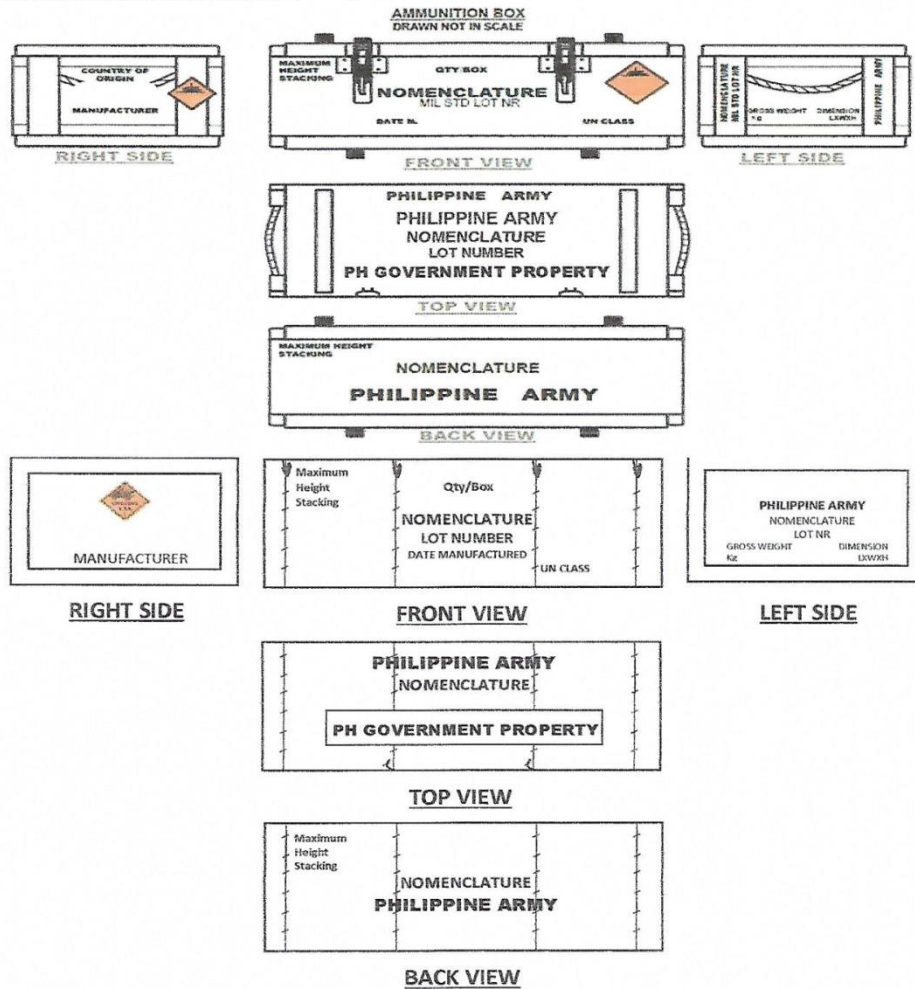 AMMUNITION BOX
DRAWN NOT IN SCALE
COUNTRY OF
ORIGIN
MANUFACTURER
RIGHT SIDE
MAXIMUM
HEIGHT
STACKING
QTY/BOX
NOMENCLATURE
MIL STD LOT NR
DATE M.
UN CLASS
FRONT VIEW
NOMENCLATURE
MIL STD LOT NR
GROSS WEIGHT
Kg
DIMENSION
LXWXH
PHILIPPINE ARMY
LEFT SIDE
PHILIPPINE ARMY
PHILIPPINE ARMY
NOMENCLATURE
LOT NUMBER
PH GOVERNMENT PROPERTY
TOP VIEW
MAXIMUM HEIGHT
STACKING
NOMENCLATURE
PHILIPPINE ARMY
BACK VIEW
MANUFACTURER
RIGHT SIDE
Maximum
Height
Stacking
Qty/Box
NOMENCLATURE
LOT NUMBER
DATE MANUFACTURED
UN CLASS
FRONT VIEW
PHILIPPINE ARMY
NOMENCLATURE
LOT NR
GROSS WEIGHT
Kg
DIMENSION
LXWXH
LEFT SIDE
PHILIPPINE ARMY
NOMENCLATURE
PH GOVERNMENT PROPERTY
TOP VIEW
Maximum
Height
Stacking
NOMENCLATURE
PHILIPPINE ARMY
BACK VIEW